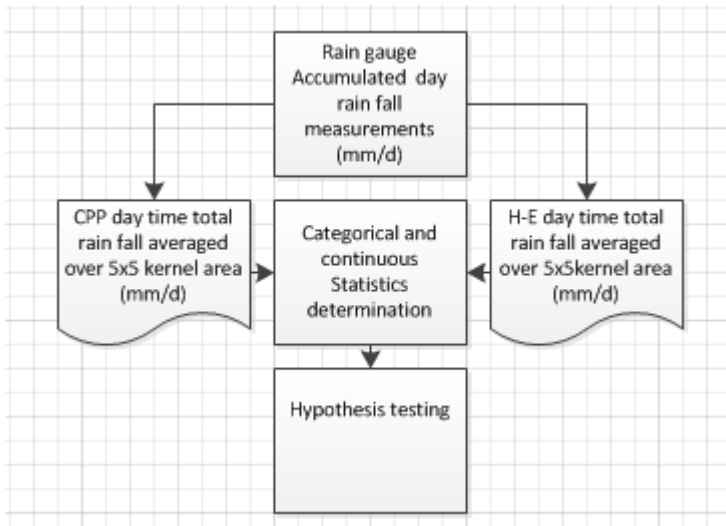 Rain gauge
Accumulated day
rain fall
measurements
(mm/d)
CPP day time total
rain fall averaged
over 5x5 kernel area
(mm/d)
Categorical and
continuous
Statistics
determination
H-E day time total
rain fall averaged
over 5x5kernel area
(mm/d)
Hypothesis testing